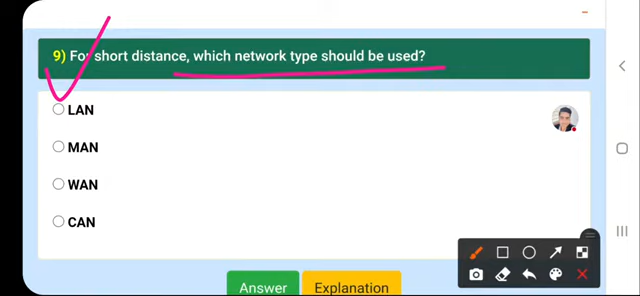 9) For short distance, which network type should be used?
LAN
MAN
WAN
CAN
Answer
Explanation